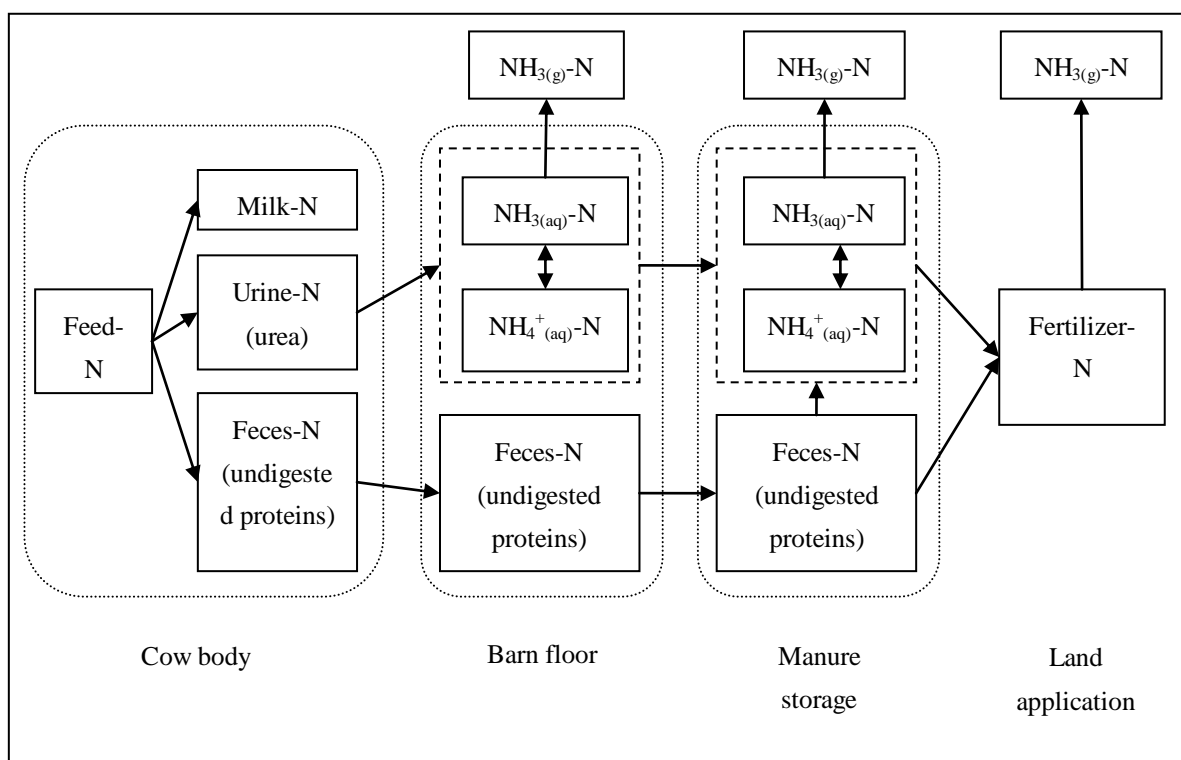 NH₃₍g₎-N
NH₃₍g₎-N
NH₃₍g₎-N
Milk-N
Urine-N
(urea)
Feed-
N
Feces-N
(undigeste
d proteins)
NH₃₍aq₎-N
NH₄⁺₍aq₎-N
Feces-N
(undigested
proteins)
NH₃₍aq₎-N
NH₄⁺₍aq₎-N
Feces-N
(undigested
proteins)
Fertilizer-
N
Cow body
Barn floor
Manure
storage
Land
application